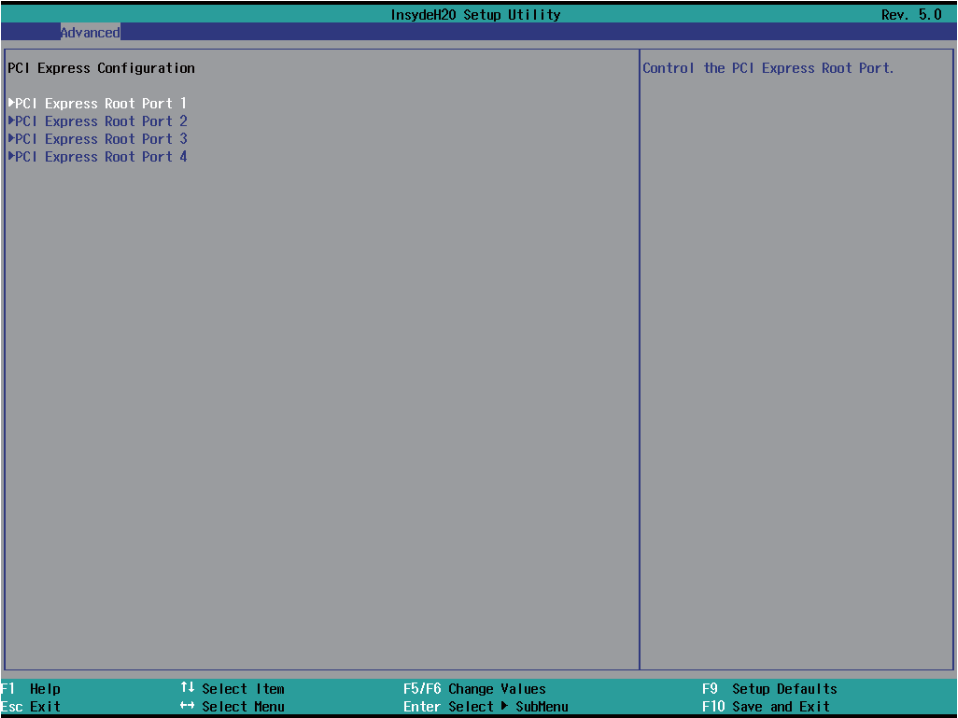 InsydeH20 Setup Utility Rev. 5.0
Advanced
PCI Express Configuration
Control the PCI Express Root Port.
▶PCI Express Root Port 1
▶PCI Express Root Port 2
▶PCI Express Root Port 3
▶PCI Express Root Port 4
F1 Help ↑↓ Select Item F5/F6 Change Values F9 Setup Defaults
Esc Exit ↔ Select Menu Enter Select ▶ SubMenu F10 Save and Exit